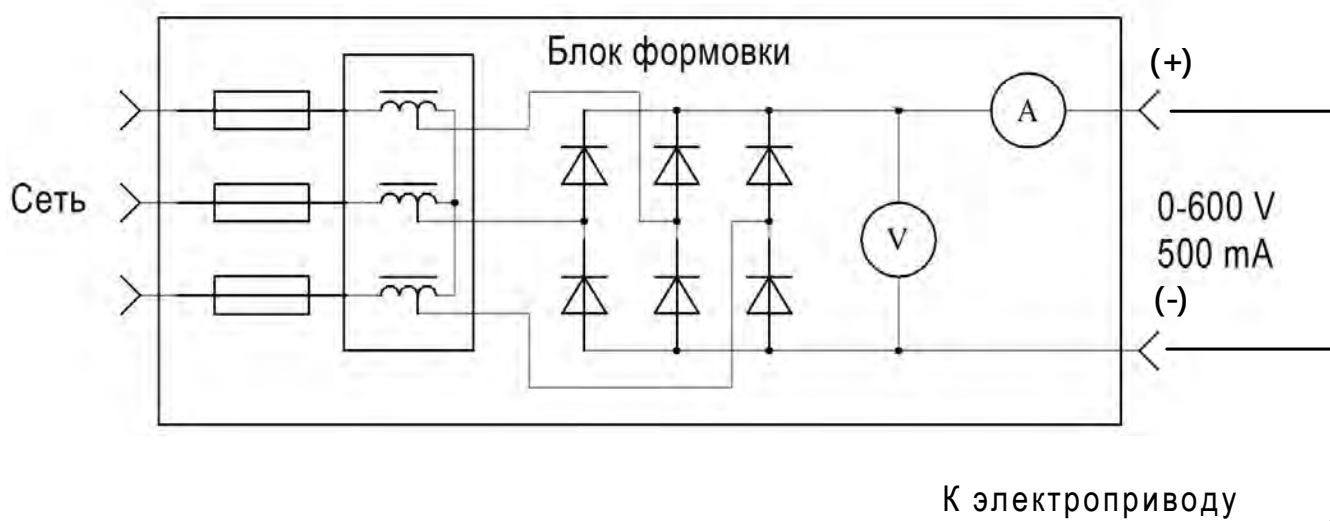 Блок формовки
(+)
A
Сеть
V
0-600 V
500 mA
(-)
К электроприводу